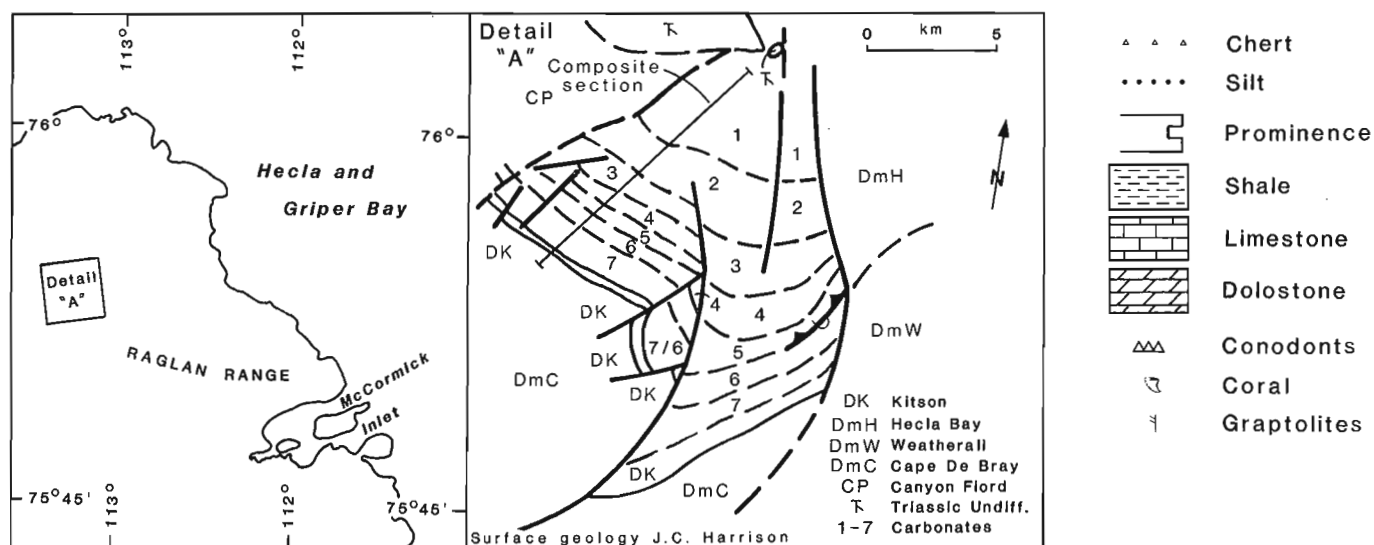 113°
112°
76°
Hecla and
Griper Bay
Detail
"A"
RAGLAN RANGE
McCormick
Inlet
75°45'
113°
112°
Detail
"A"
Composite
section
CP
76°
75°45'
km
0 5
N
1
1
2
2
3
3
4
5
6
7
4
4
5
6
7
7/6
DK
DK
DK
DK
DK
DmC
DmC
DmH
DmW
DK Kitson
DmH Hecla Bay
DmW Weatherall
DmC Cape De Bray
CP Canyon Fiord
Triassic Undiff.
1-7 Carbonates
Surface geology J.C. Harrison
Chert
Silt
Prominence
Shale
Limestone
Dolostone
Conodonts
Coral
Graptolites